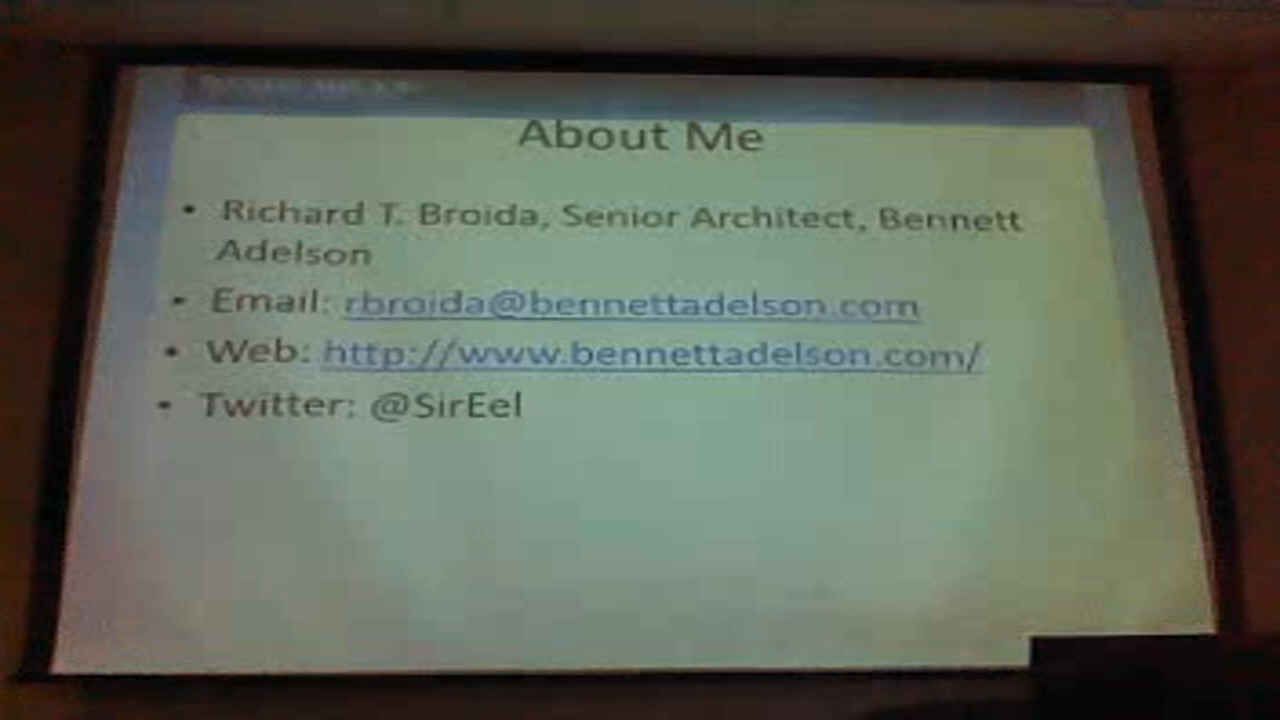 About Me
• Richard T. Broida, Senior Architect, Bennett
Adelson
• Email: rbroida@bennettadelson.com
• Web: http://www.bennettadelson.com/
• Twitter: @SirEel